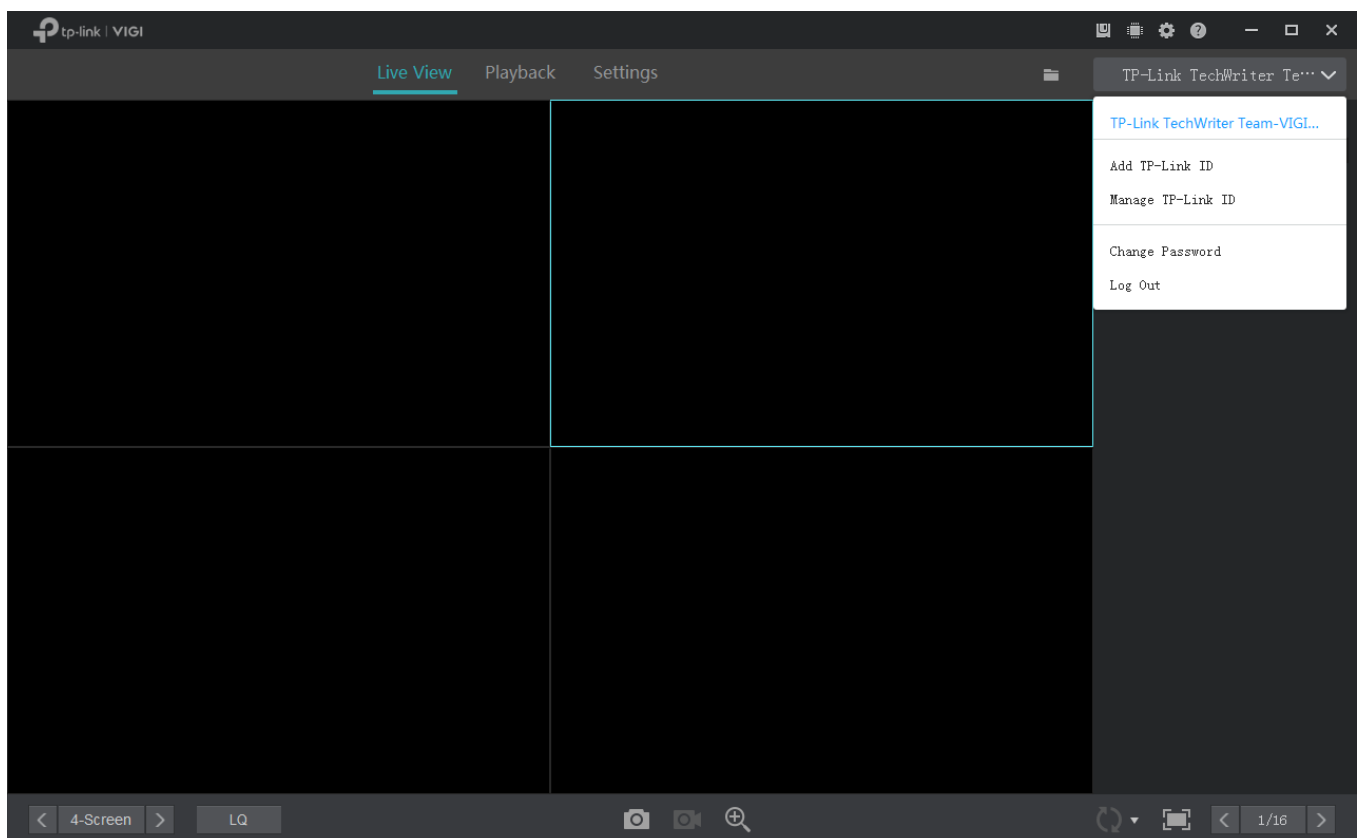 tp-link | VIGI
Live View Playback Settings TP-Link TechWriter Te...
TP-Link TechWriter Team-VIGI...
Add TP-Link ID
Manage TP-Link ID
Change Password
Log Out
4-Screen LQ 1/16